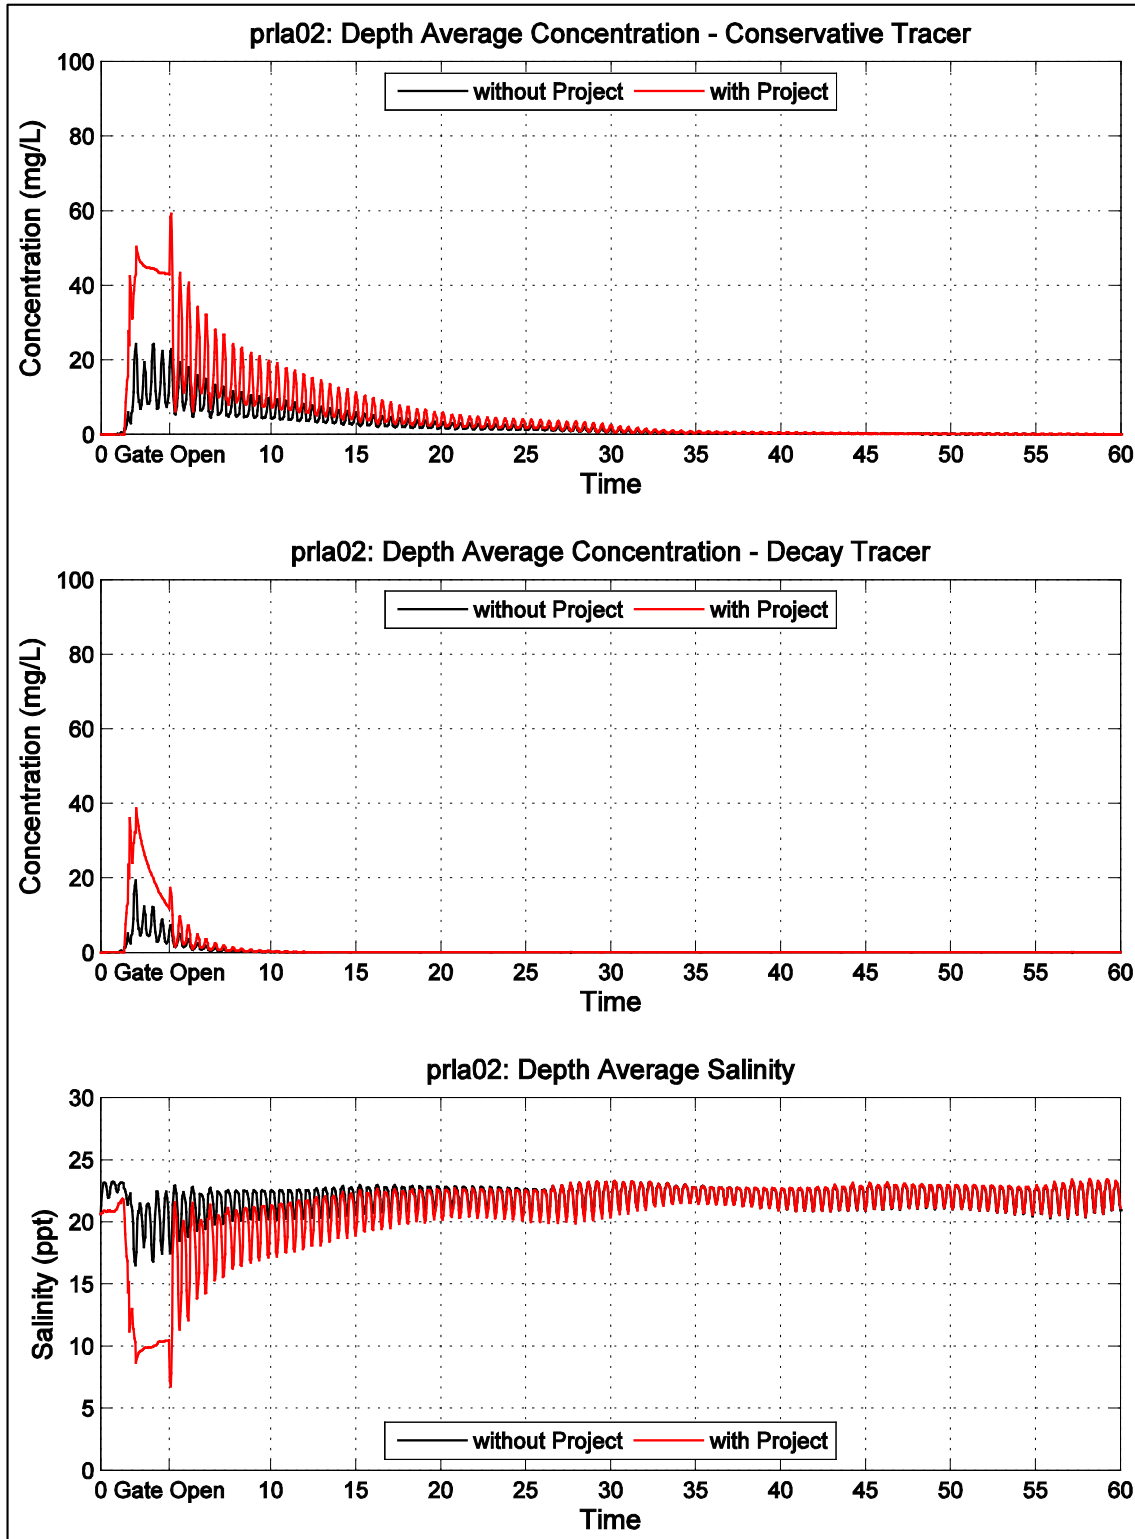 prla02: Depth Average Concentration - Conservative Tracer
100
80
60
40
20
0
Concentration (mg/L)
without Project with Project
0 Gate Open 10 15 20 25 30 35 40 45 50 55 60
Time
prla02: Depth Average Concentration - Decay Tracer
100
80
60
40
20
0
Concentration (mg/L)
without Project with Project
0 Gate Open 10 15 20 25 30 35 40 45 50 55 60
Time
prla02: Depth Average Salinity
30
25
20
15
10
5
0
Salinity (ppt)
without Project with Project
0 Gate Open 10 15 20 25 30 35 40 45 50 55 60
Time